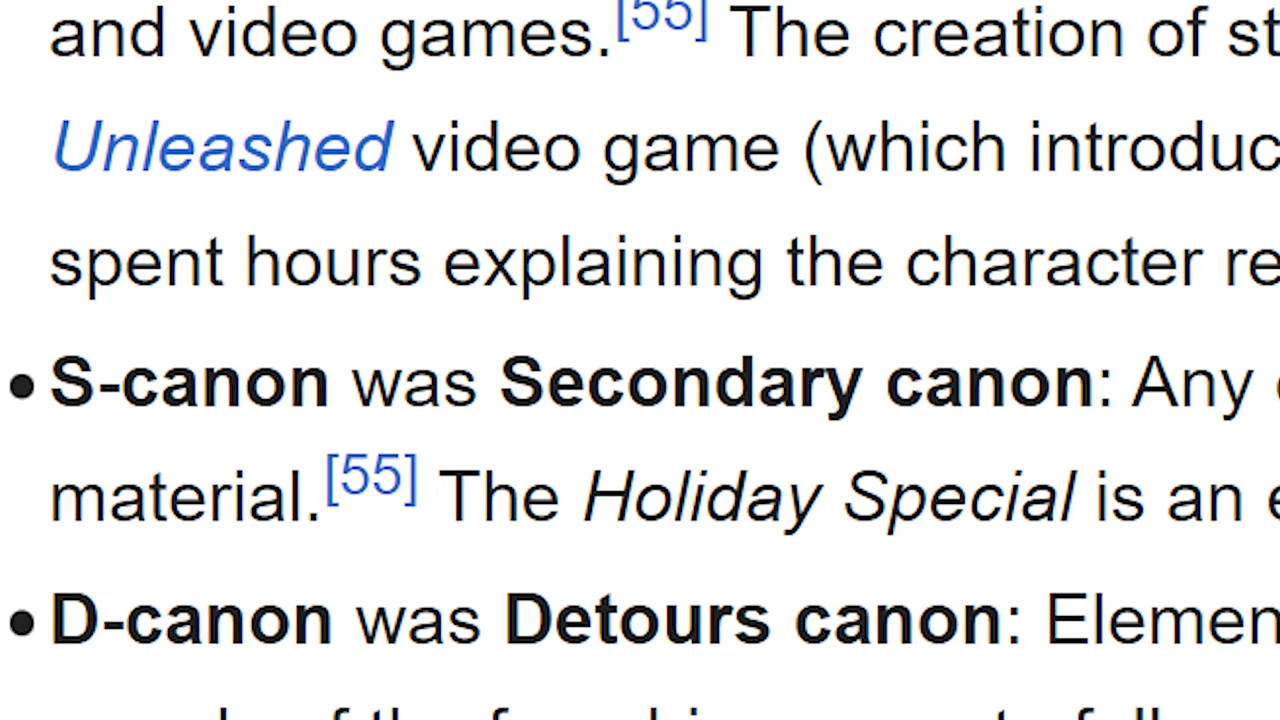 and video games.[55] The creation of st
Unleashed video game (which introduc
spent hours explaining the character re
• S-canon was Secondary canon: Any
material.[55] The Holiday Special is an e
• D-canon was Detours canon: Elemen